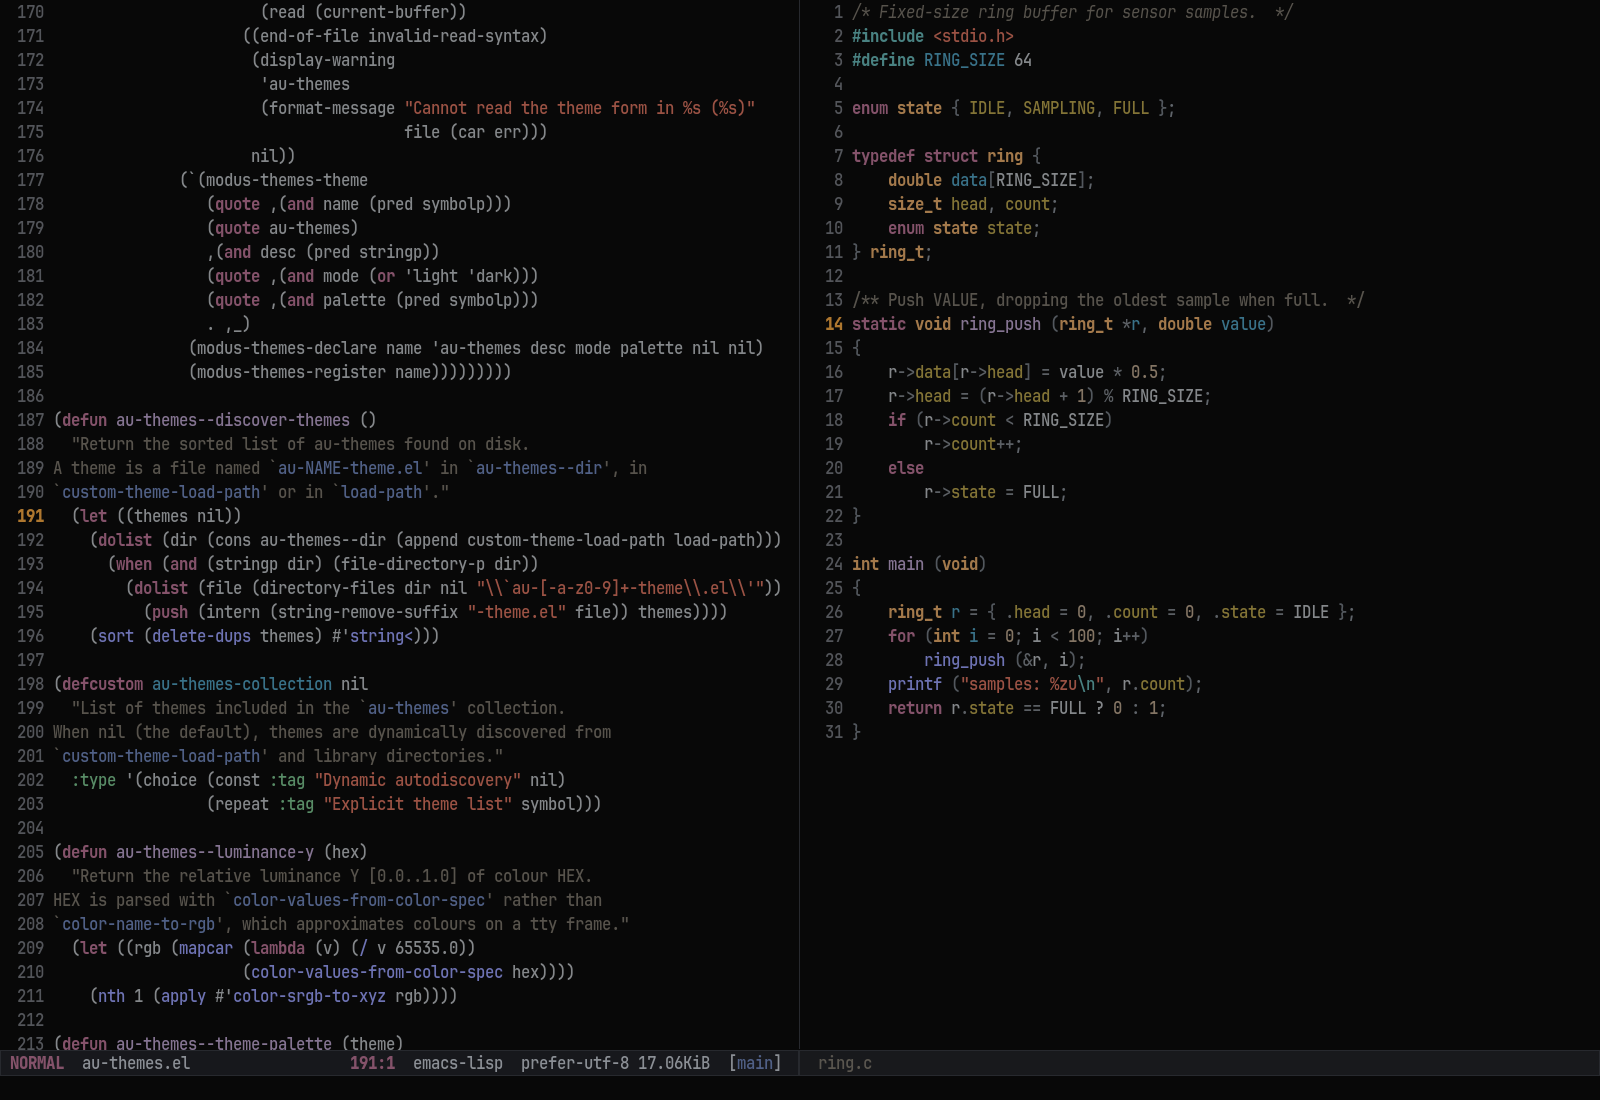 170                        (read (current-buffer))
171                      ((end-of-file invalid-read-syntax)
172                       (display-warning
173                        'au-themes
174                        (format-message "Cannot read the theme form in %s (%s)"
175                                        file (car err)))
176                       nil))
177               (`(modus-themes-theme
178                  (quote ,(and name (pred symbolp)))
179                  (quote au-themes)
180                  ,(and desc (pred stringp))
181                  (quote ,(and mode (or 'light 'dark)))
182                  (quote ,(and palette (pred symbolp)))
183                  . ,_)
184                (modus-themes-declare name 'au-themes desc mode palette nil nil)
185                (modus-themes-register name)))))))))
186
187 (defun au-themes--discover-themes ()
188   "Return the sorted list of au-themes found on disk.
189 A theme is a file named `au-NAME-theme.el' in `au-themes--dir', in
190 `custom-theme-load-path' or in `load-path'."
191   (let ((themes nil))
192     (dolist (dir (cons au-themes--dir (append custom-theme-load-path load-path)))
193       (when (and (stringp dir) (file-directory-p dir))
194         (dolist (file (directory-files dir nil "\\`au-[-a-z0-9]+-theme\\.el\\'"))
195           (push (intern (string-remove-suffix "-theme.el" file)) themes))))
196     (sort (delete-dups themes) #'string<)))
197
198 (defcustom au-themes-collection nil
199   "List of themes included in the `au-themes' collection.
200 When nil (the default), themes are dynamically discovered from
201 `custom-theme-load-path' and library directories."
202   :type '(choice (const :tag "Dynamic autodiscovery" nil)
203                  (repeat :tag "Explicit theme list" symbol)))
204
205 (defun au-themes--luminance-y (hex)
206   "Return the relative luminance Y [0.0..1.0] of colour HEX.
207 HEX is parsed with `color-values-from-color-spec' rather than
208 `color-name-to-rgb', which approximates colours on a tty frame."
209   (let ((rgb (mapcar (lambda (v) (/ v 65535.0))
210                      (color-values-from-color-spec hex))))
211     (nth 1 (apply #'color-srgb-to-xyz rgb))))
212
213 (defun au-themes--theme-palette (theme)
NORMAL  au-themes.el                  191:1  emacs-lisp  prefer-utf-8 17.06KiB  [main]
1 /* Fixed-size ring buffer for sensor samples.  */
2 #include <stdio.h>
3 #define RING_SIZE 64
4
5 enum state { IDLE, SAMPLING, FULL };
6
7 typedef struct ring {
8     double data[RING_SIZE];
9     size_t head, count;
10     enum state state;
11 } ring_t;
12
13 /** Push VALUE, dropping the oldest sample when full.  */
14 static void ring_push (ring_t *r, double value)
15 {
16     r->data[r->head] = value * 0.5;
17     r->head = (r->head + 1) % RING_SIZE;
18     if (r->count < RING_SIZE)
19         r->count++;
20     else
21         r->state = FULL;
22 }
23
24 int main (void)
25 {
26     ring_t r = { .head = 0, .count = 0, .state = IDLE };
27     for (int i = 0; i < 100; i++)
28         ring_push (&r, i);
29     printf ("samples: %zu\n", r.count);
30     return r.state == FULL ? 0 : 1;
31 }
ring.c